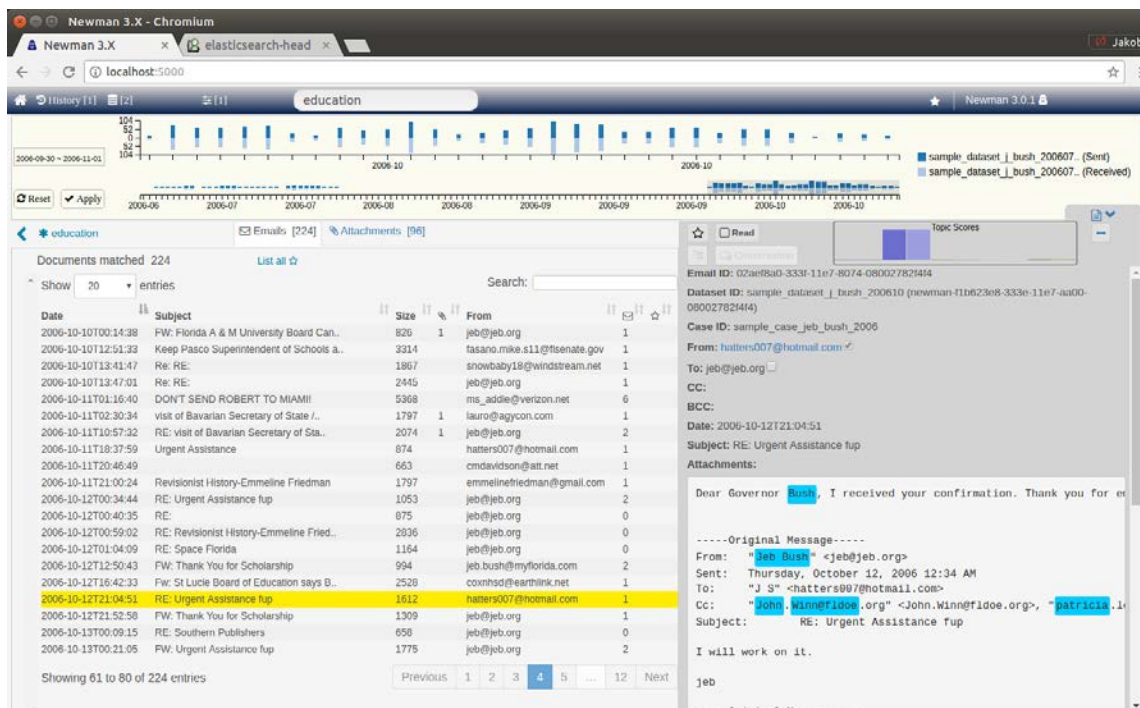 Newman 3.X - Chromium
Newman 3.X × elasticsearch-head × Jakob
localhost:5000
History [1] [2] [1] education Newman 3.0.1
104
52
0
52
104
2006-10 2006-10
2006-09-30 ~ 2006-11-01
sample_dataset_j_bush_200607.. (Sent)
sample_dataset_j_bush_200607.. (Received)
Reset Apply
2006-06 2006-07 2006-07 2006-08 2006-08 2006-09 2006-09 2006-09 2006-10 2006-10
education Emails [224] Attachments [96]
Documents matched 224 List all
Show 20 entries Search:
Date Subject Size From
2006-10-10T00:14:38 FW: Florida A & M University Board Can.. 826 1 jeb@jeb.org 1
2006-10-10T12:51:33 Keep Pasco Superintendent of Schools a.. 3314 fasano.mike.s11@flsenate.gov 1
2006-10-10T13:41:47 Re: RE: 1867 snowbaby18@windstream.net 1
2006-10-10T13:47:01 Re: RE: 2445 jeb@jeb.org 1
2006-10-11T01:16:40 DON'T SEND ROBERT TO MIAMI! 5368 ms_addie@verizon.net 6
2006-10-11T02:30:34 visit of Bavarian Secretary of State /.. 1797 1 lauro@agycon.com 1
2006-10-11T10:57:32 RE: visit of Bavarian Secretary of Sta.. 2074 1 jeb@jeb.org 2
2006-10-11T18:37:59 Urgent Assistance 874 hatters007@hotmail.com 1
2006-10-11T20:46:49 663 cmdavidson@att.net 1
2006-10-11T21:00:24 Revisionist History-Emmeline Friedman 1797 emmelinefriedman@gmail.com 1
2006-10-12T00:34:44 RE: Urgent Assistance fup 1053 jeb@jeb.org 2
2006-10-12T00:40:35 RE: 875 jeb@jeb.org 0
2006-10-12T00:59:02 RE: Revisionist History-Emmeline Fried.. 2836 jeb@jeb.org 0
2006-10-12T01:04:09 RE: Space Florida 1164 jeb@jeb.org 0
2006-10-12T12:50:43 FW: Thank You for Scholarship 994 jeb.bush@myflorida.com 2
2006-10-12T16:42:33 Fw: St Lucie Board of Education says B.. 2528 coxnhsd@earthlink.net 1
2006-10-12T21:04:51 RE: Urgent Assistance fup 1612 hatters007@hotmail.com 1
2006-10-12T21:52:58 FW: Thank You for Scholarship 1309 jeb@jeb.org 1
2006-10-13T00:09:15 RE: Southern Publishers 658 jeb@jeb.org 0
2006-10-13T00:21:05 FW: Urgent Assistance fup 1775 jeb@jeb.org 2
Showing 61 to 80 of 224 entries Previous 1 2 3 4 5 ... 12 Next
Read Topic Scores
Email ID: 02aef8a0-333f-11e7-8074-08002782f4f4
Dataset ID: sample_dataset_j_bush_200610 (newman-f1b623e8-333e-11e7-aa00-
08002782f4f4)
Case ID: sample_case_jeb_bush_2006
From: hatters007@hotmail.com
To: jeb@jeb.org
CC:
BCC:
Date: 2006-10-12T21:04:51
Subject: RE: Urgent Assistance fup
Attachments:
Dear Governor Bush, I received your confirmation. Thank you for
-----Original Message-----
From: "Jeb Bush" <jeb@jeb.org>
Sent: Thursday, October 12, 2006 12:34 AM
To: "J S" <hatters007@hotmail.com>
Cc: "John.Winn@fldoe.org" <John.Winn@fldoe.org>, "patricia.
Subject: RE: Urgent Assistance fup
I will work on it.
jeb